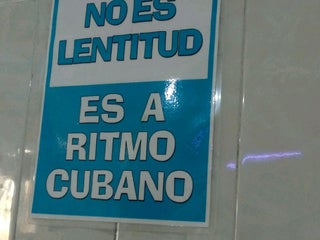 NO ES
LENTITUD
ES A
RITMO
CUBANO